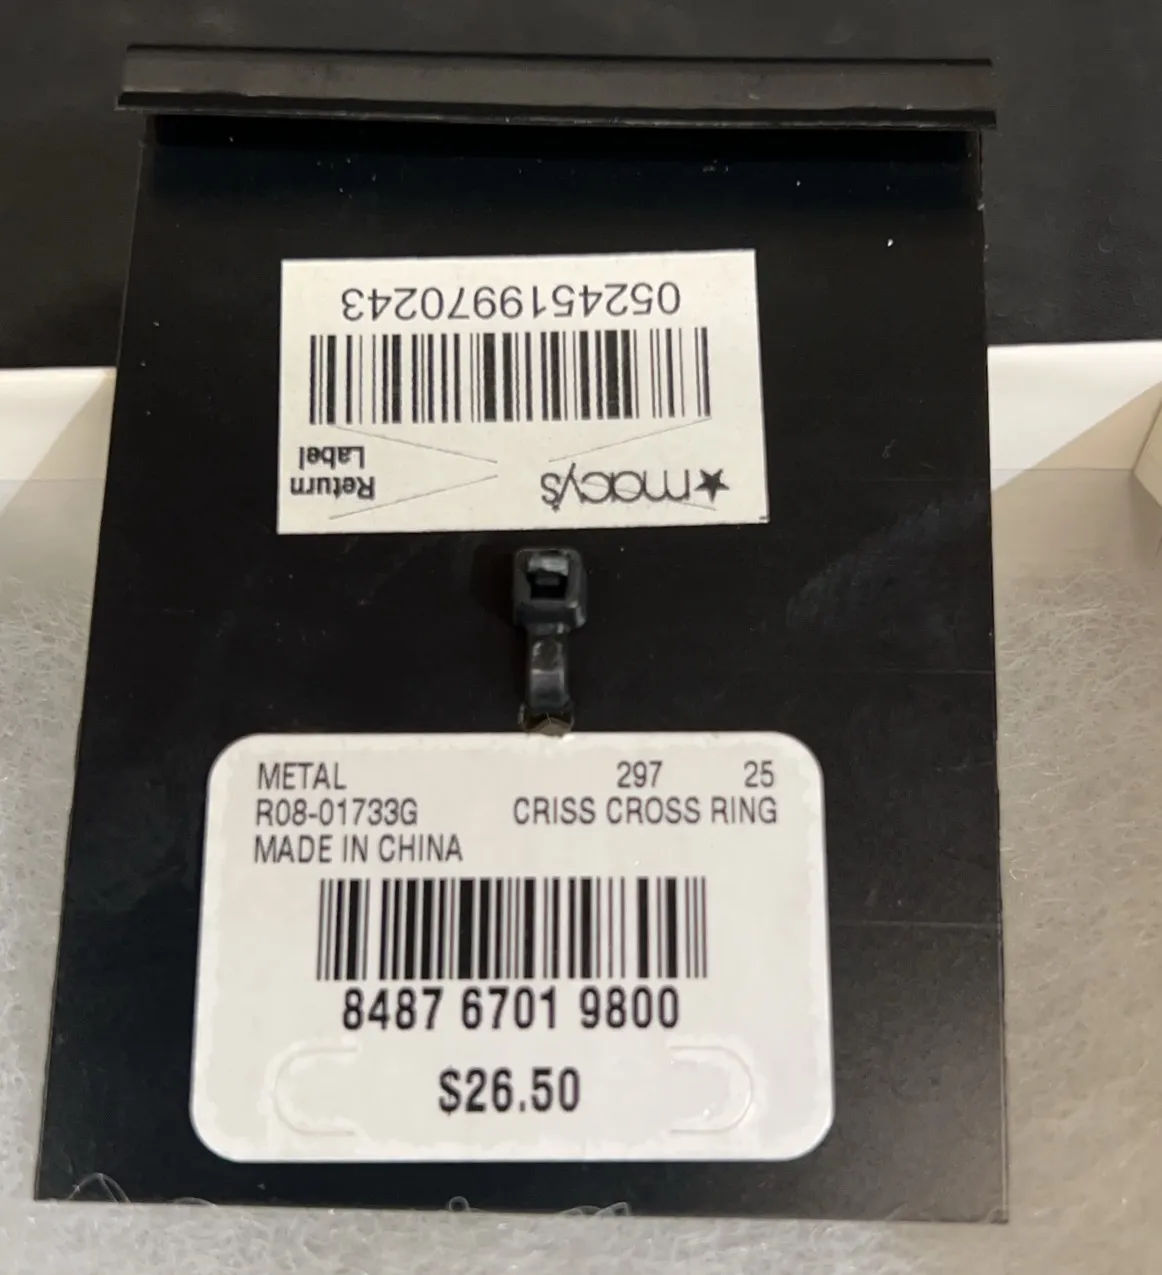 ★macy's Return
Label
05245199970243
METAL 297 25
R08-01733G CRISS CROSS RING
MADE IN CHINA
8487 6701 9800
$26.50